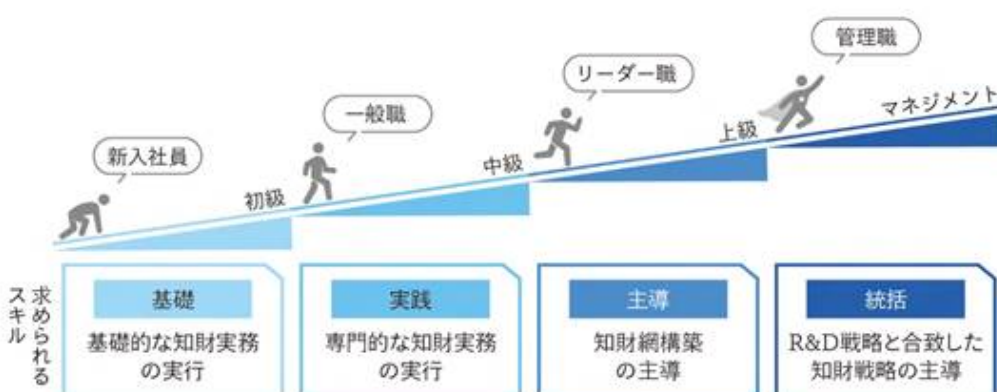 管理職
リーダー職
マネジメント
一般職
上級
新入社員
中級
初級
求められる
スキル
基礎
基礎的な知財実務
の実行
実践
専門的な知財実務
の実行
主導
知財網構築
の主導
統括
R&D戦略と合致した
知財戦略の主導